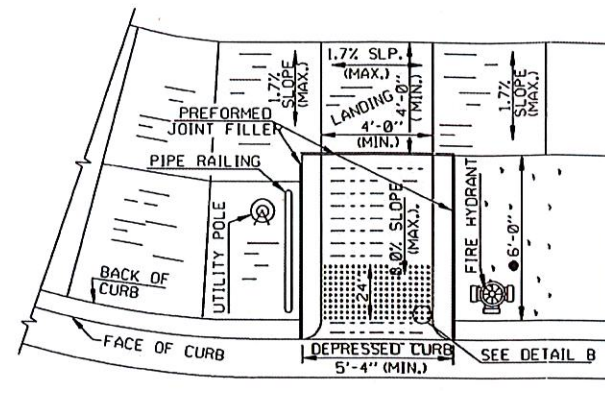 1.7% SLP.
(MAX.)
1.7%
SLOPE
(MAX.)
LANDING
4'-0"
(MIN.)
1.7%
SLOPE
(MAX.)
PREFORMED
JOINT FILLER
4'-0"
(MIN.)
PIPE RAILING
UTILITY POLE
8.0% SLOPE
(MAX.)
FIRE HYDRANT
6'-0"
24"
BACK OF
CURB
FACE OF CURB
DEPRESSED CURB
5'-4" (MIN.)
SEE DETAIL B